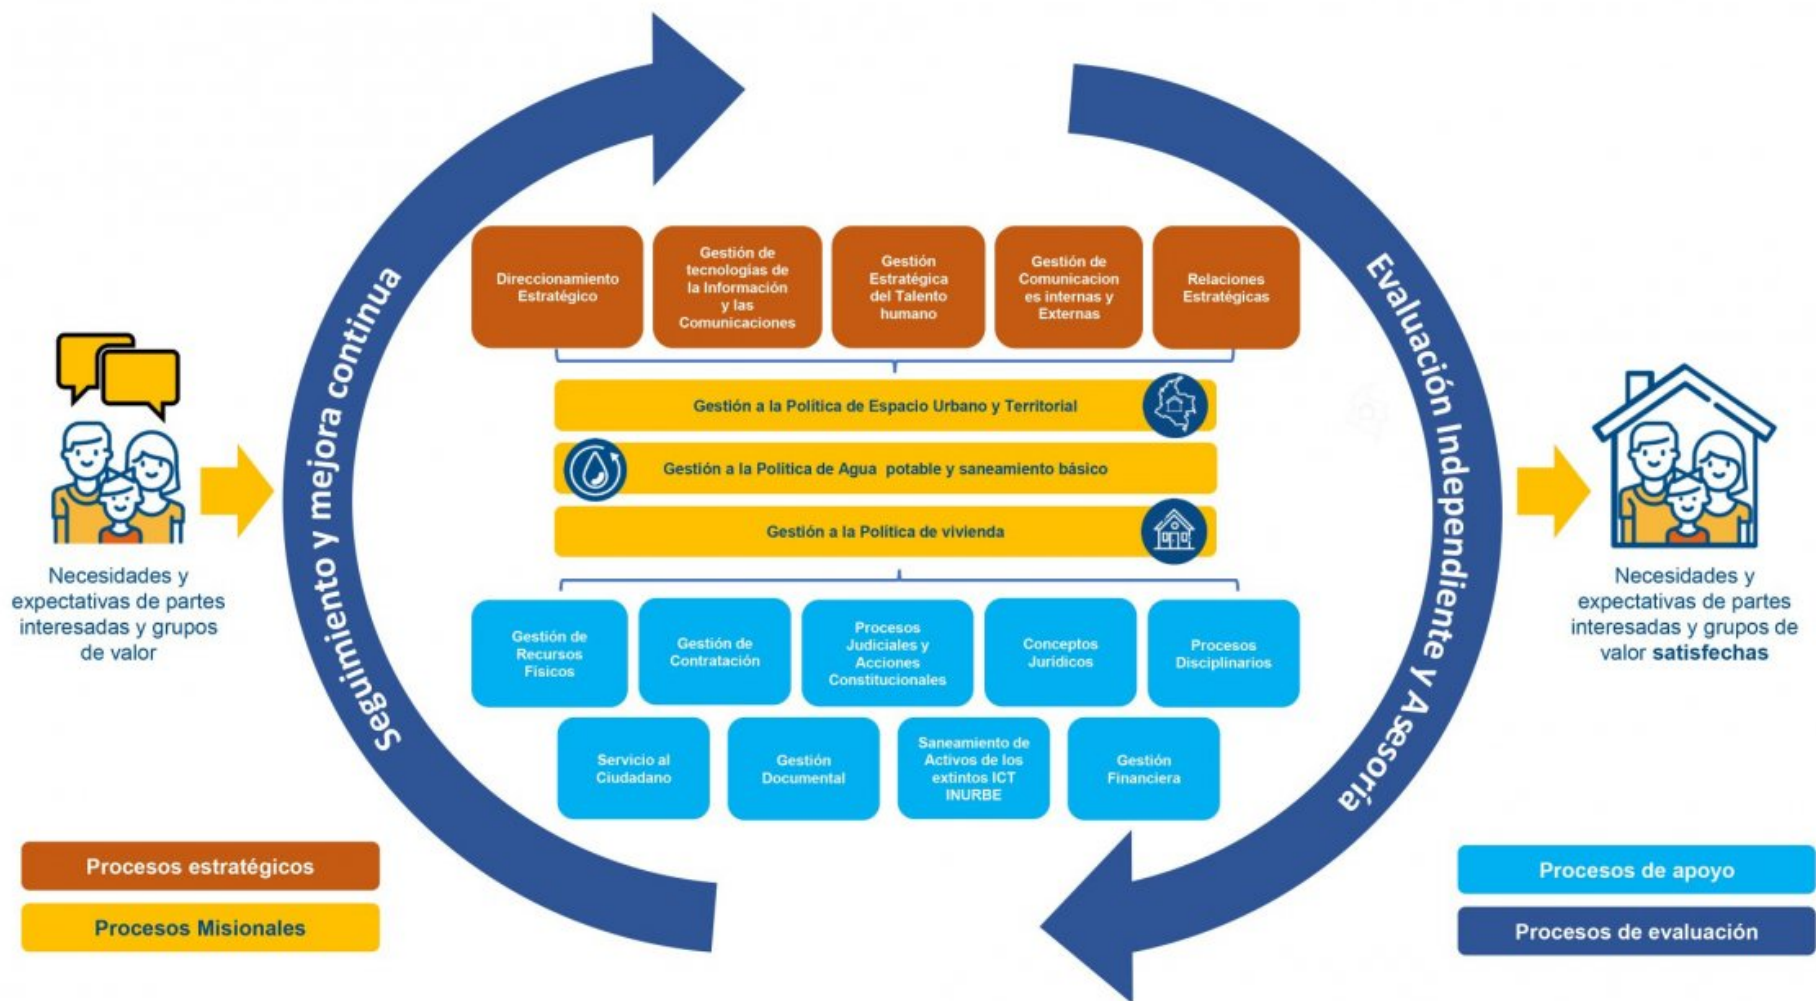 Seguimiento y mejora continua
Evaluación Independiente y Asesoría
Direccionamiento
Estratégico
Gestión de
tecnologías de
la Información
y las
Comunicaciones
Gestión
Estratégica
del Talento
humano
Gestión de
Comunicacion
es internas y
Externas
Relaciones
Estratégicas
Gestión a la Política de Espacio Urbano y Territorial
Gestión a la Política de Agua potable y saneamiento básico
Gestión a la Política de vivienda
Necesidades y
expectativas de partes
interesadas y grupos
de valor
Necesidades y
expectativas de partes
interesadas y grupos de
valor satisfechas
Gestión de
Recursos
Físicos
Gestión de
Contratación
Procesos
Judiciales y
Acciones
Constitucionales
Conceptos
Jurídicos
Procesos
Disciplinarios
Servicio al
Ciudadano
Gestión
Documental
Saneamiento de
Activos de los
extintos ICT
INURBE
Gestión
Financiera
Procesos estratégicos
Procesos Misionales
Procesos de apoyo
Procesos de evaluación